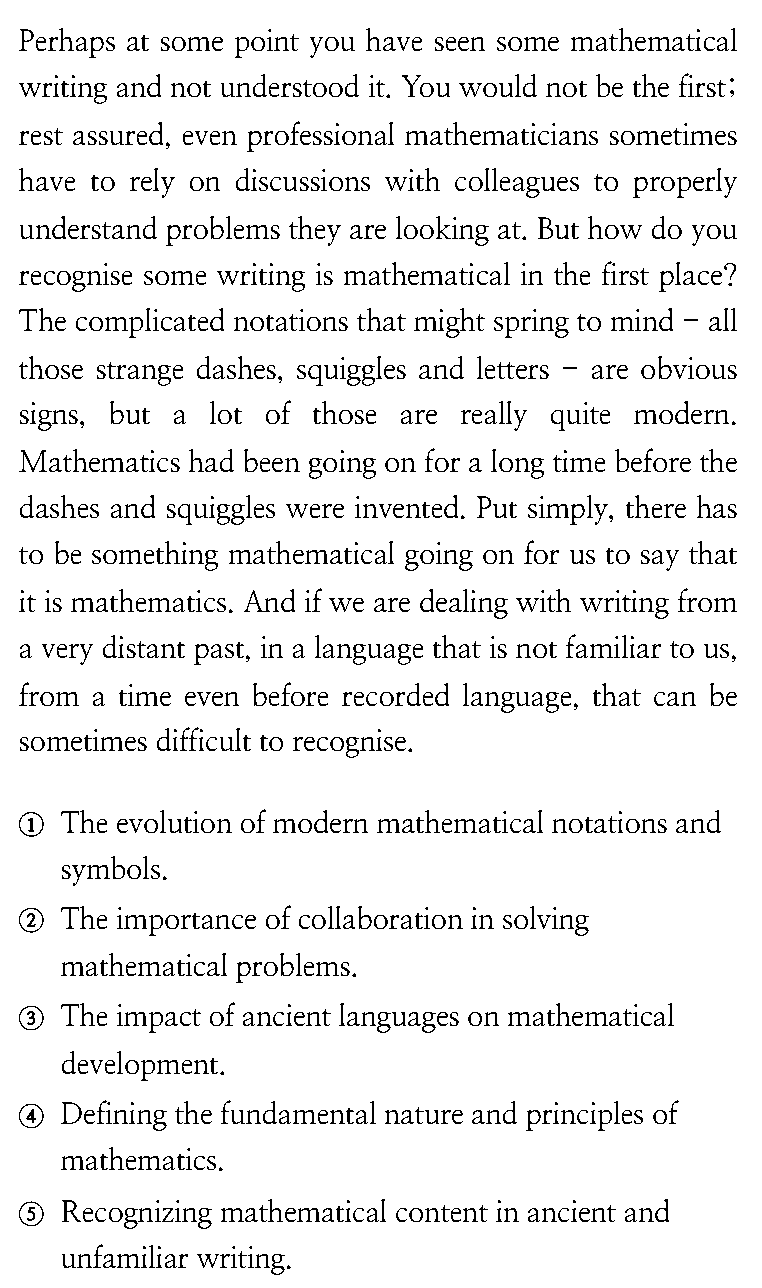 Perhaps at some point you have seen some mathematical
writing and not understood it. You would not be the first;
rest assured, even professional mathematicians sometimes
have to rely on discussions with colleagues to properly
understand problems they are looking at. But how do you
recognise some writing is mathematical in the first place?
The complicated notations that might spring to mind − all
those strange dashes, squiggles and letters − are obvious
signs, but a lot of those are really quite modern.
Mathematics had been going on for a long time before the
dashes and squiggles were invented. Put simply, there has
to be something mathematical going on for us to say that
it is mathematics. And if we are dealing with writing from
a very distant past, in a language that is not familiar to us,
from a time even before recorded language, that can be
sometimes difficult to recognise.
① The evolution of modern mathematical notations and
symbols.
② The importance of collaboration in solving
mathematical problems.
③ The impact of ancient languages on mathematical
development.
④ Defining the fundamental nature and principles of
mathematics.
⑤ Recognizing mathematical content in ancient and
unfamiliar writing.